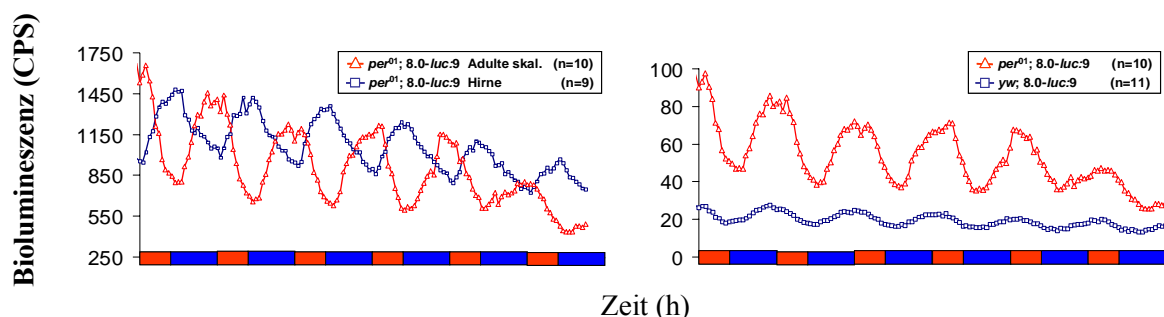 Biolumineszenz (CPS)
1750
1450
1150
850
550
250
per01; 8.0-luc:9 Adulte skal. (n=10)
per01; 8.0-luc:9 Hirne (n=9)
100
80
60
40
20
0
per01; 8.0-luc:9 (n=10)
yw; 8.0-luc:9 (n=11)
Zeit (h)